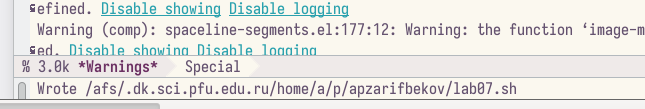 efined. Disable showing Disable logging
Warning (comp): spaceline-segments.el:177:12: Warning: the function ‘image-m
ed. Disable showing Disable logging
% 3.0k *Warnings* Special
Wrote /afs/.dk.sci.pfu.edu.ru/home/a/p/apzarifbekov/lab07.sh